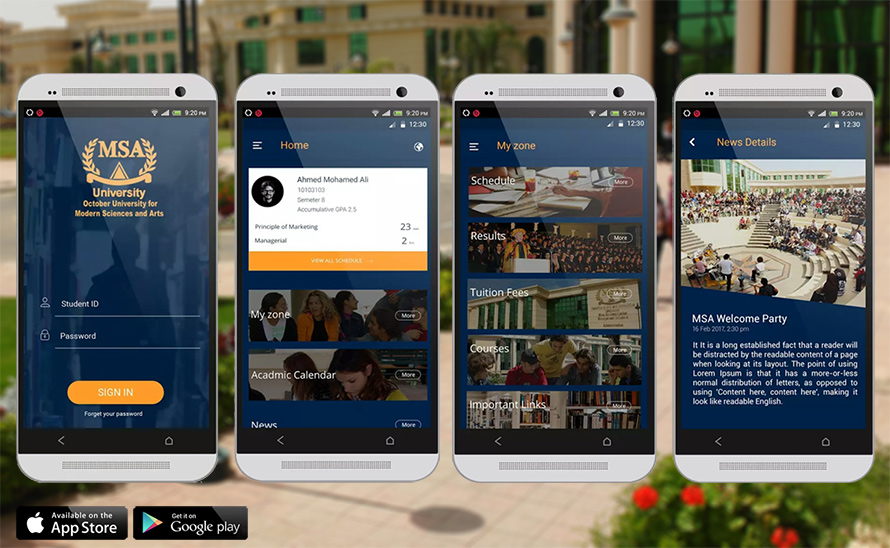 9:20 PM
MSA
University
October University for
Modern Sciences and Arts
Student ID
Password
SIGN IN
Forget your password
9:20 PM
12:30
Home
Ahmed Mohamed Ali
10103103
Semeter 8
Accumulative GPA 2.5
Principle of Marketing 23
Managerial 2
VIEW ALL SCHEDULE
My zone More
Acadmic Calendar More
News More
9:20 PM
12:30
My zone
Schedule More
Results More
Tuition Fees More
Courses More
Important Links More
9:20 PM
12:30
News Details
MSA Welcome Party
16 Feb 2017, 2:30 pm
It It is a long established fact that a reader will
be distracted by the readable content of a page
when looking at its layout. The point of using
Lorem Ipsum is that it has a more-or-less
normal distribution of letters, as opposed to
using 'Content here, content here', making it
look like readable English.
Available on the
App Store
Get it on
Google play